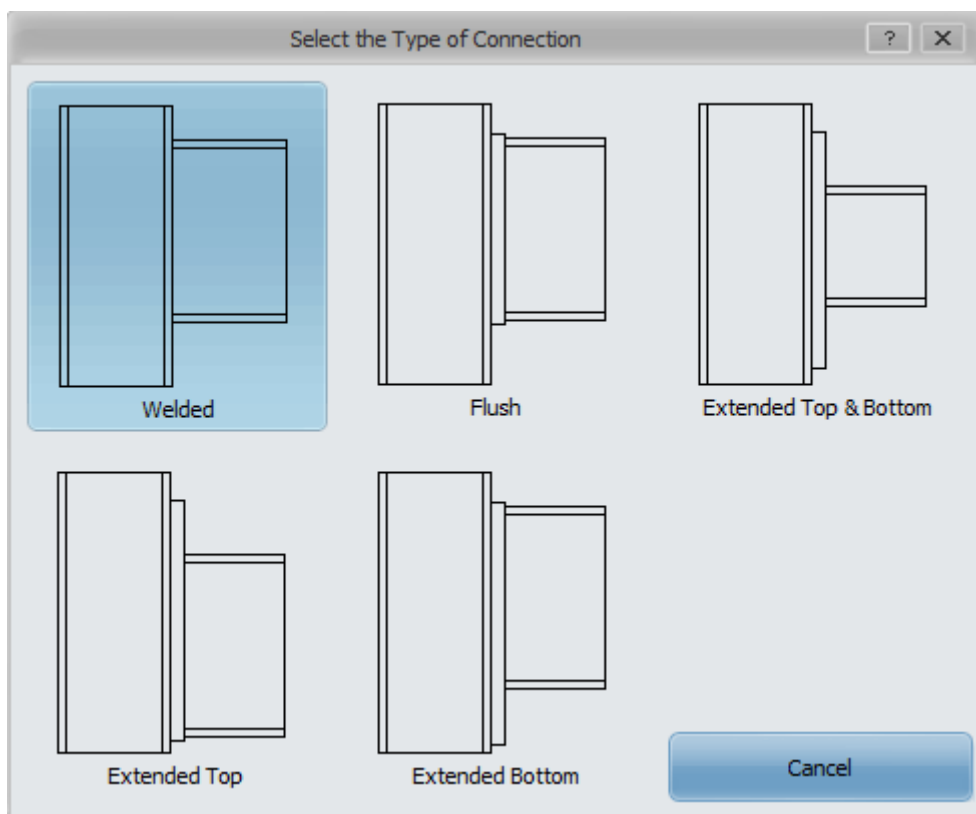 Select the Type of Connection
?
Welded
Flush
Extended Top & Bottom
Extended Top
Extended Bottom
Cancel